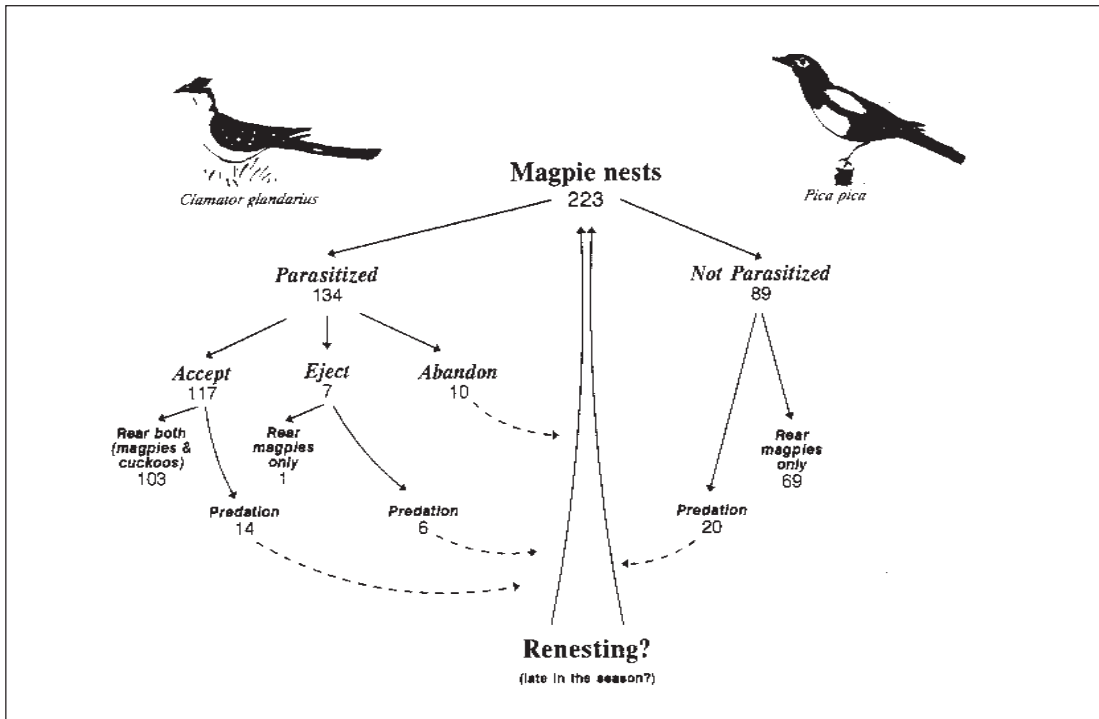 Clamator glandarius
Pica pica
Magpie nests
223
Parasitized
134
Not Parasitized
89
Accept
117
Eject
7
Abandon
10
Rear both
(magpies &
cuckoos)
103
Rear
magpies
only
1
Rear
magpies
only
69
Predation
14
Predation
6
Predation
20
Renesting?
(late in the season?)